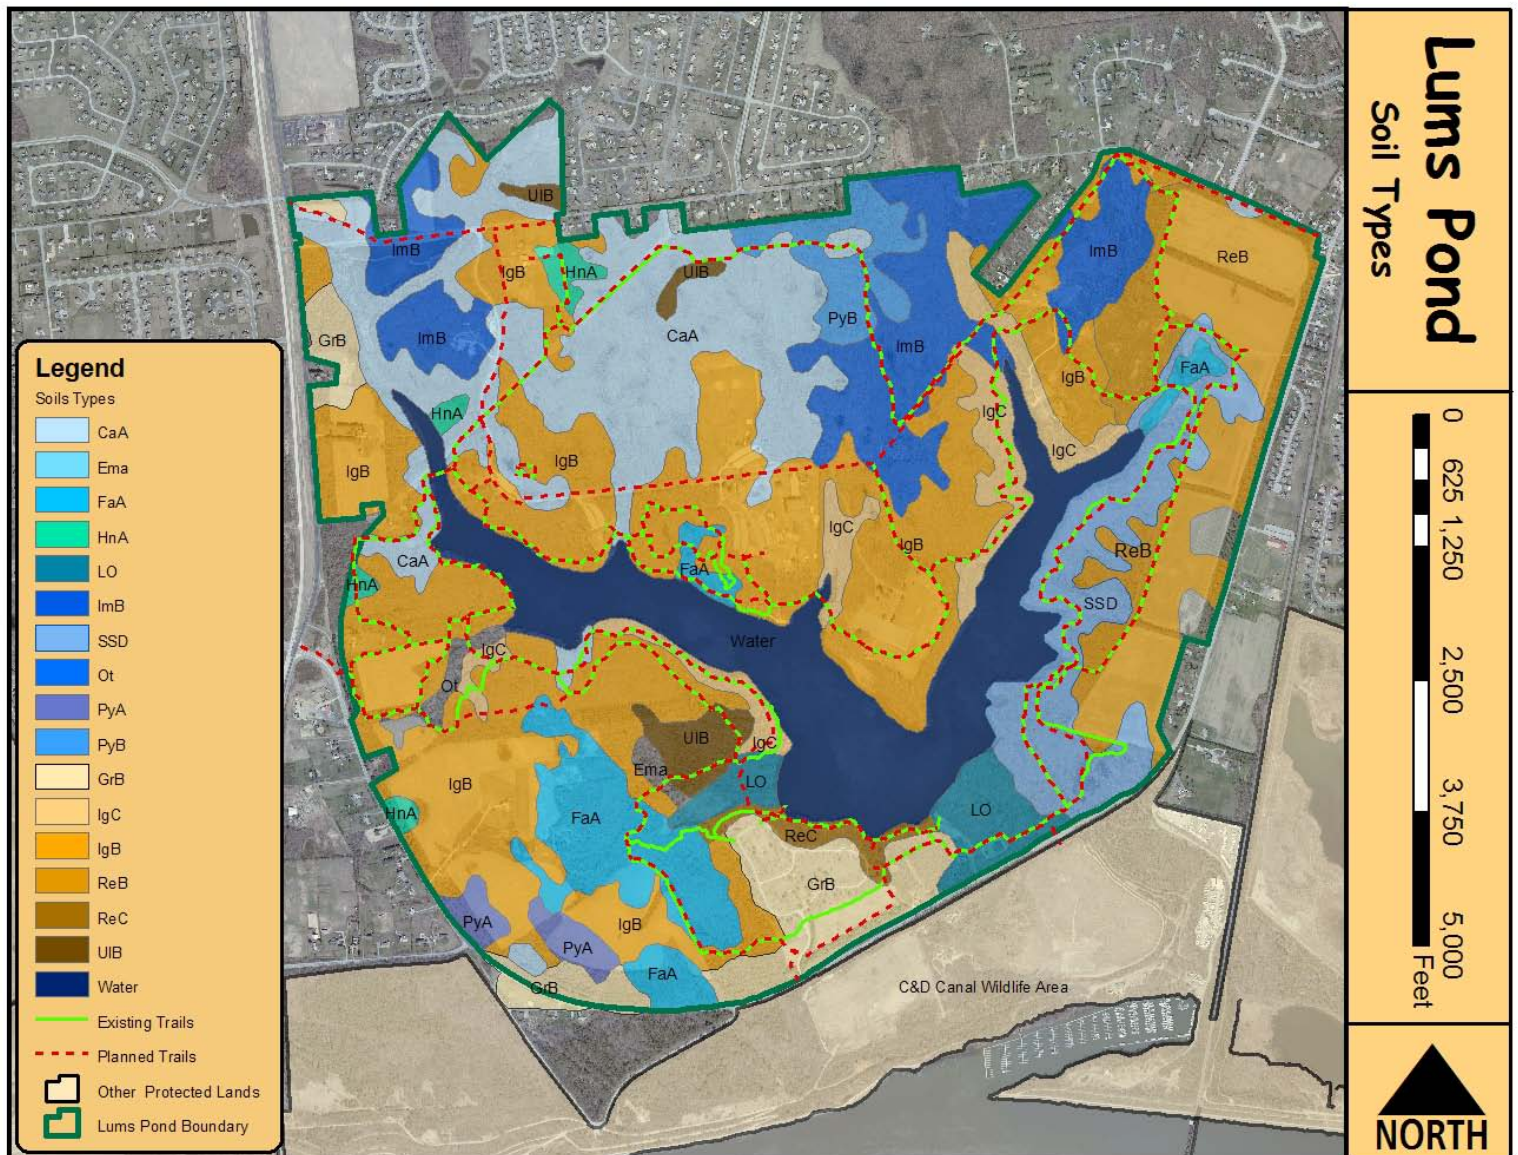 Lums Pond
Soil Types
0 625 1,250 2,500 3,750 5,000
Feet
NORTH
Legend
Soils Types
CaA
Ema
FaA
HnA
LO
ImB
SSD
Ot
PyA
PyB
GrB
IgC
IgB
ReB
ReC
UIB
Water
Existing Trails
Planned Trails
Other Protected Lands
Lums Pond Boundary
UIB
ImB
IgB
HnA
UIB
ImB
ReB
GrB
ImB
CaA
PyB
ImB
IgB
FaA
HnA
IgC
IgC
IgB
IgB
IgC
IgB
ReB
CaA
HnA
FaA
SSD
Water
IgC
Ot
UIB
IgC
Ema
LO
IgB
HnA
FaA
LO
ReC
GrB
PyA
IgB
PyA
FaA
GrB
C&D Canal Wildlife Area